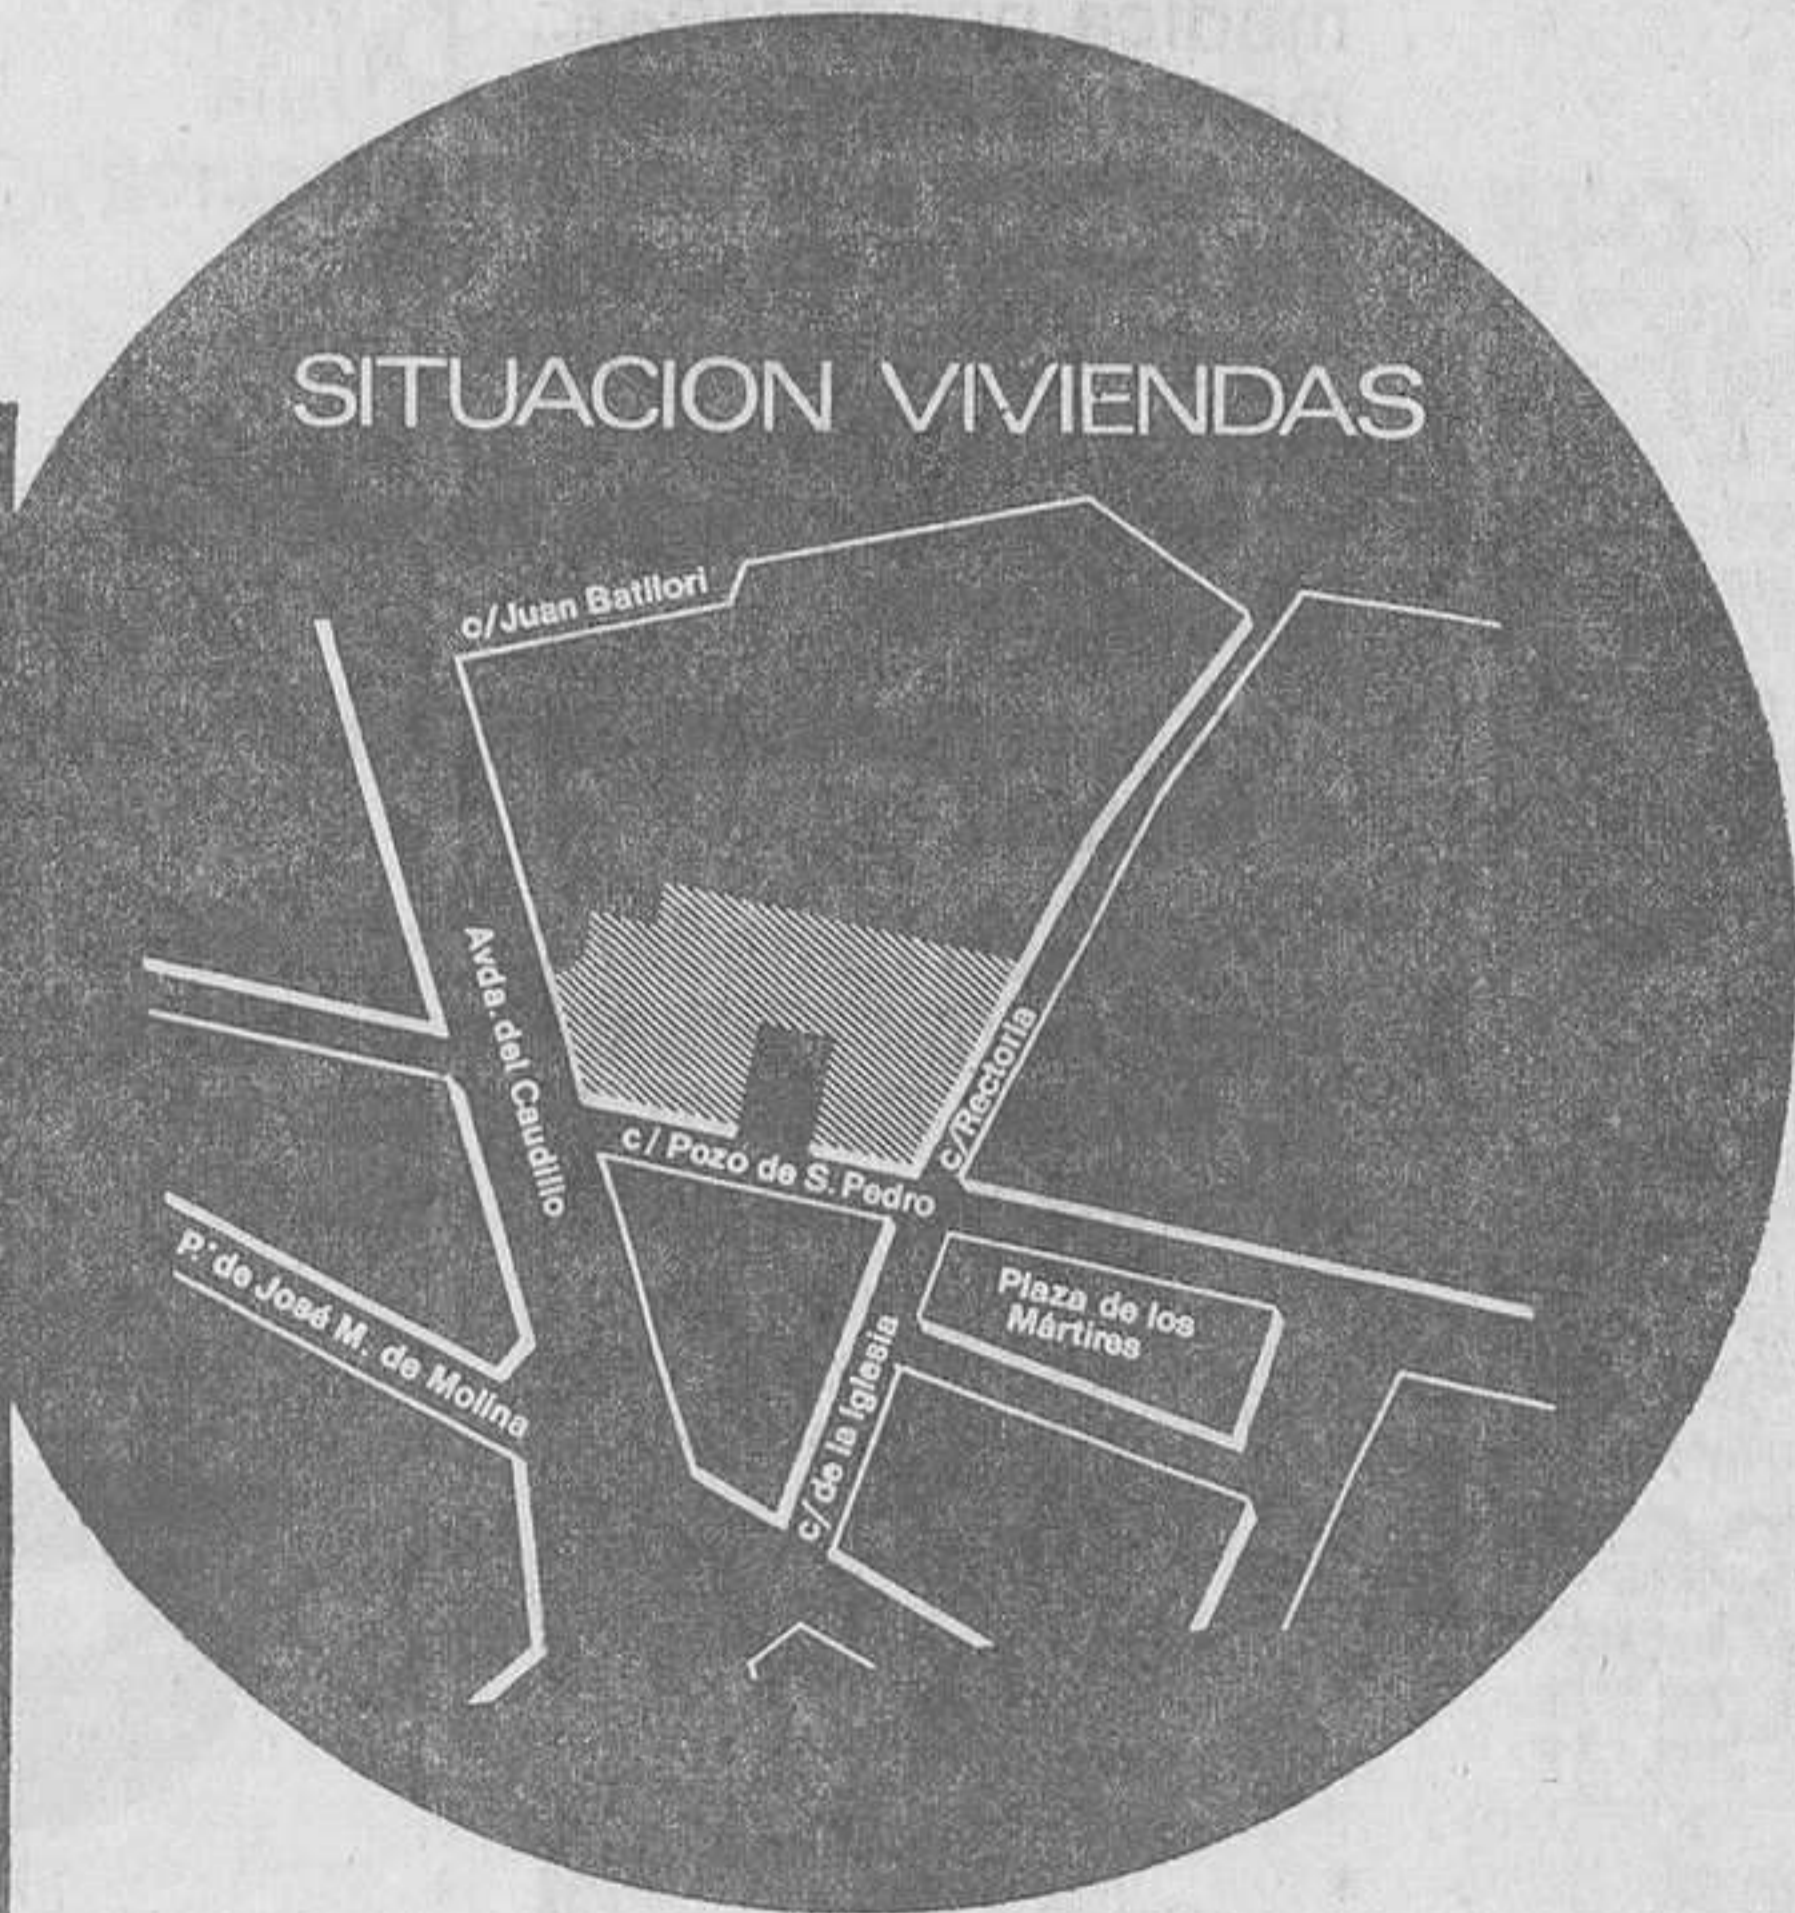 SITUACION VIVIENDAS
c/Juan Batllori
Avda. del Caudillo
c/Rectoria
c/ Pozo de S. Pedro
P.º de José M. de Molina
Plaza de los
Mártires
c/ de la Iglesia